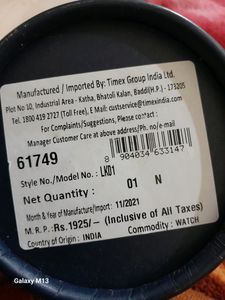 Manufactured / Imported By: Timex Group India Ltd.
Plot No 10, Industrial Area - Katha, Bhatoli Kalan, Baddi(H.P.) - 173205
Tel. 1800 419 2727 (Toll Free), E Mail us: custservice@timexindia.com
For Complaints/Suggestions, Please contact:
Manager Customer Care at above address/ph. no/e-mail
61749
8 904034 633147
Style No./Model No.: LK01
Net Quantity : 01 N
Month & Year of Manufacture/Import: 11/2021
M. R. P : Rs.1925/- (Inclusive of All Taxes)
Country of Origin : INDIA Commodity : WATCH
Galaxy M13